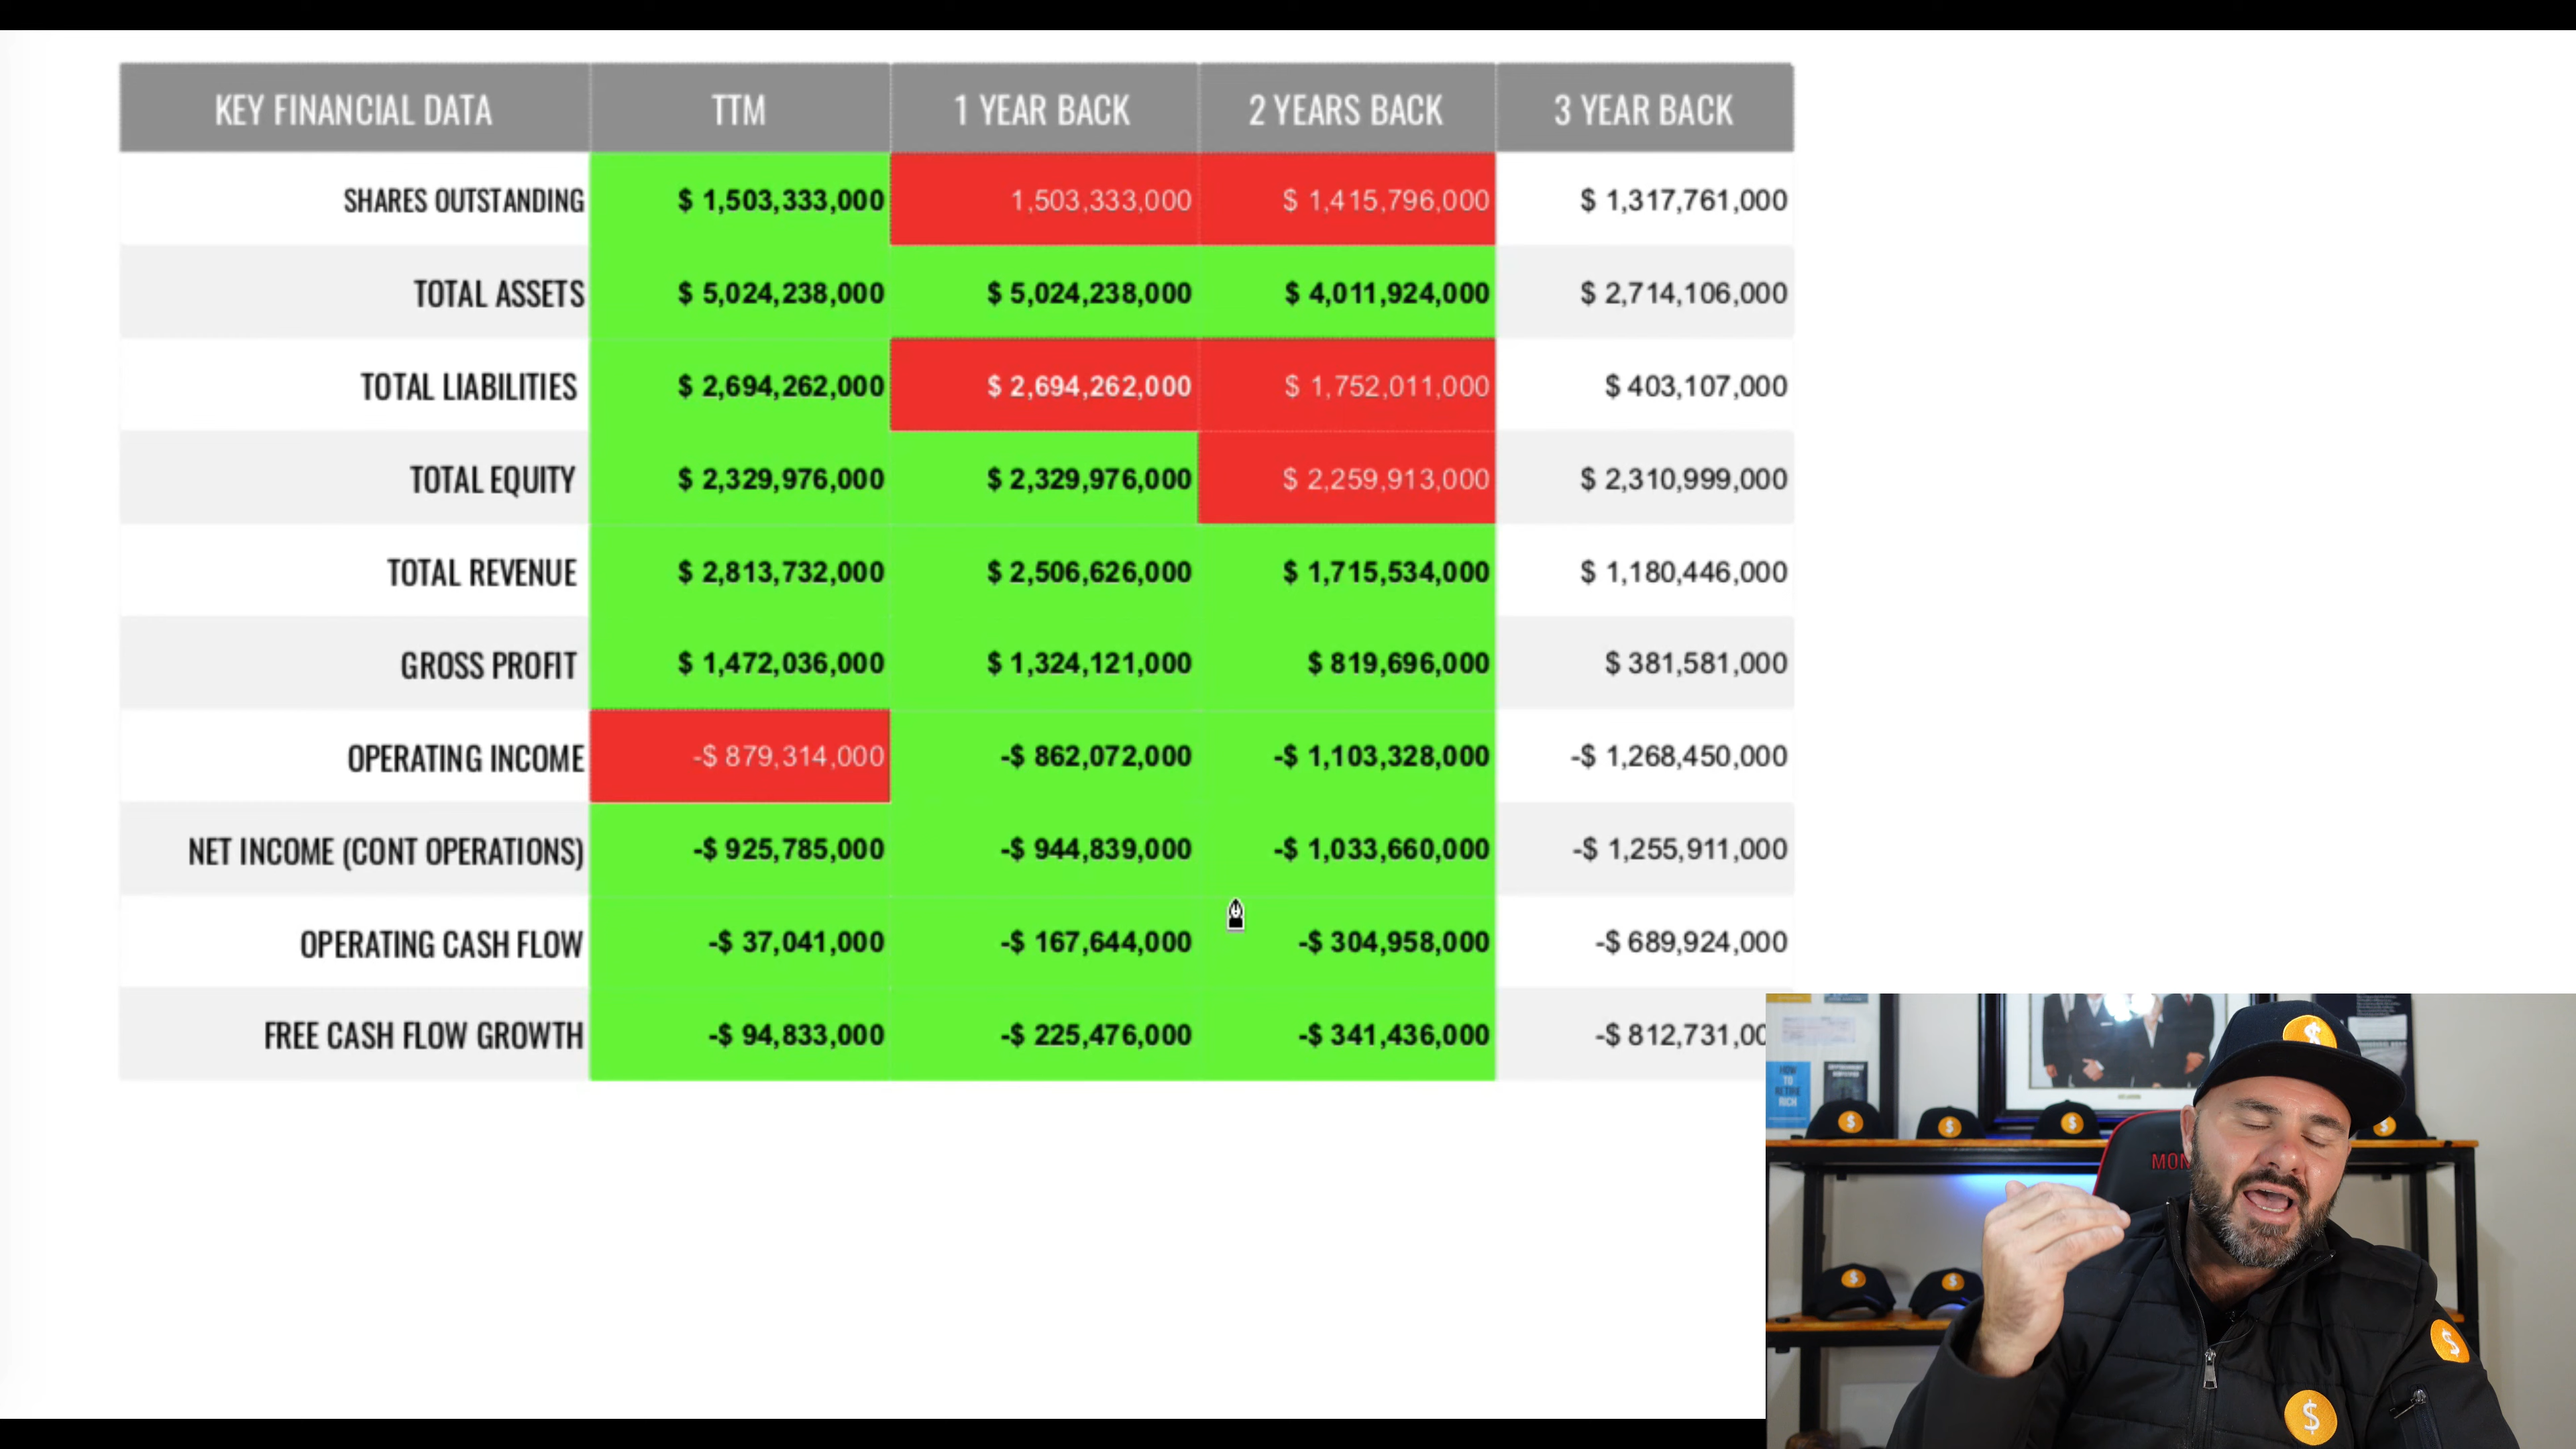 KEY FINANCIAL DATA TTM 1 YEAR BACK 2 YEARS BACK 3 YEAR BACK
SHARES OUTSTANDING $ 1,503,333,000 1,503,333,000 $ 1,415,796,000 $ 1,317,761,000
TOTAL ASSETS $ 5,024,238,000 $ 5,024,238,000 $ 4,011,924,000 $ 2,714,106,000
TOTAL LIABILITIES $ 2,694,262,000 $ 2,694,262,000 $ 1,752,011,000 $ 403,107,000
TOTAL EQUITY $ 2,329,976,000 $ 2,329,976,000 $ 2,259,913,000 $ 2,310,999,000
TOTAL REVENUE $ 2,813,732,000 $ 2,506,626,000 $ 1,715,534,000 $ 1,180,446,000
GROSS PROFIT $ 1,472,036,000 $ 1,324,121,000 $ 819,696,000 $ 381,581,000
OPERATING INCOME -$ 879,314,000 -$ 862,072,000 -$ 1,103,328,000 -$ 1,268,450,000
NET INCOME (CONT OPERATIONS) -$ 925,785,000 -$ 944,839,000 -$ 1,033,660,000 -$ 1,255,911,000
OPERATING CASH FLOW -$ 37,041,000 -$ 167,644,000 -$ 304,958,000 -$ 689,924,000
FREE CASH FLOW GROWTH -$ 94,833,000 -$ 225,476,000 -$ 341,436,000 -$ 812,731,00
HOW
TO
RETIRE
RICH
$
$
$
$
$
MON
$
$
$
$